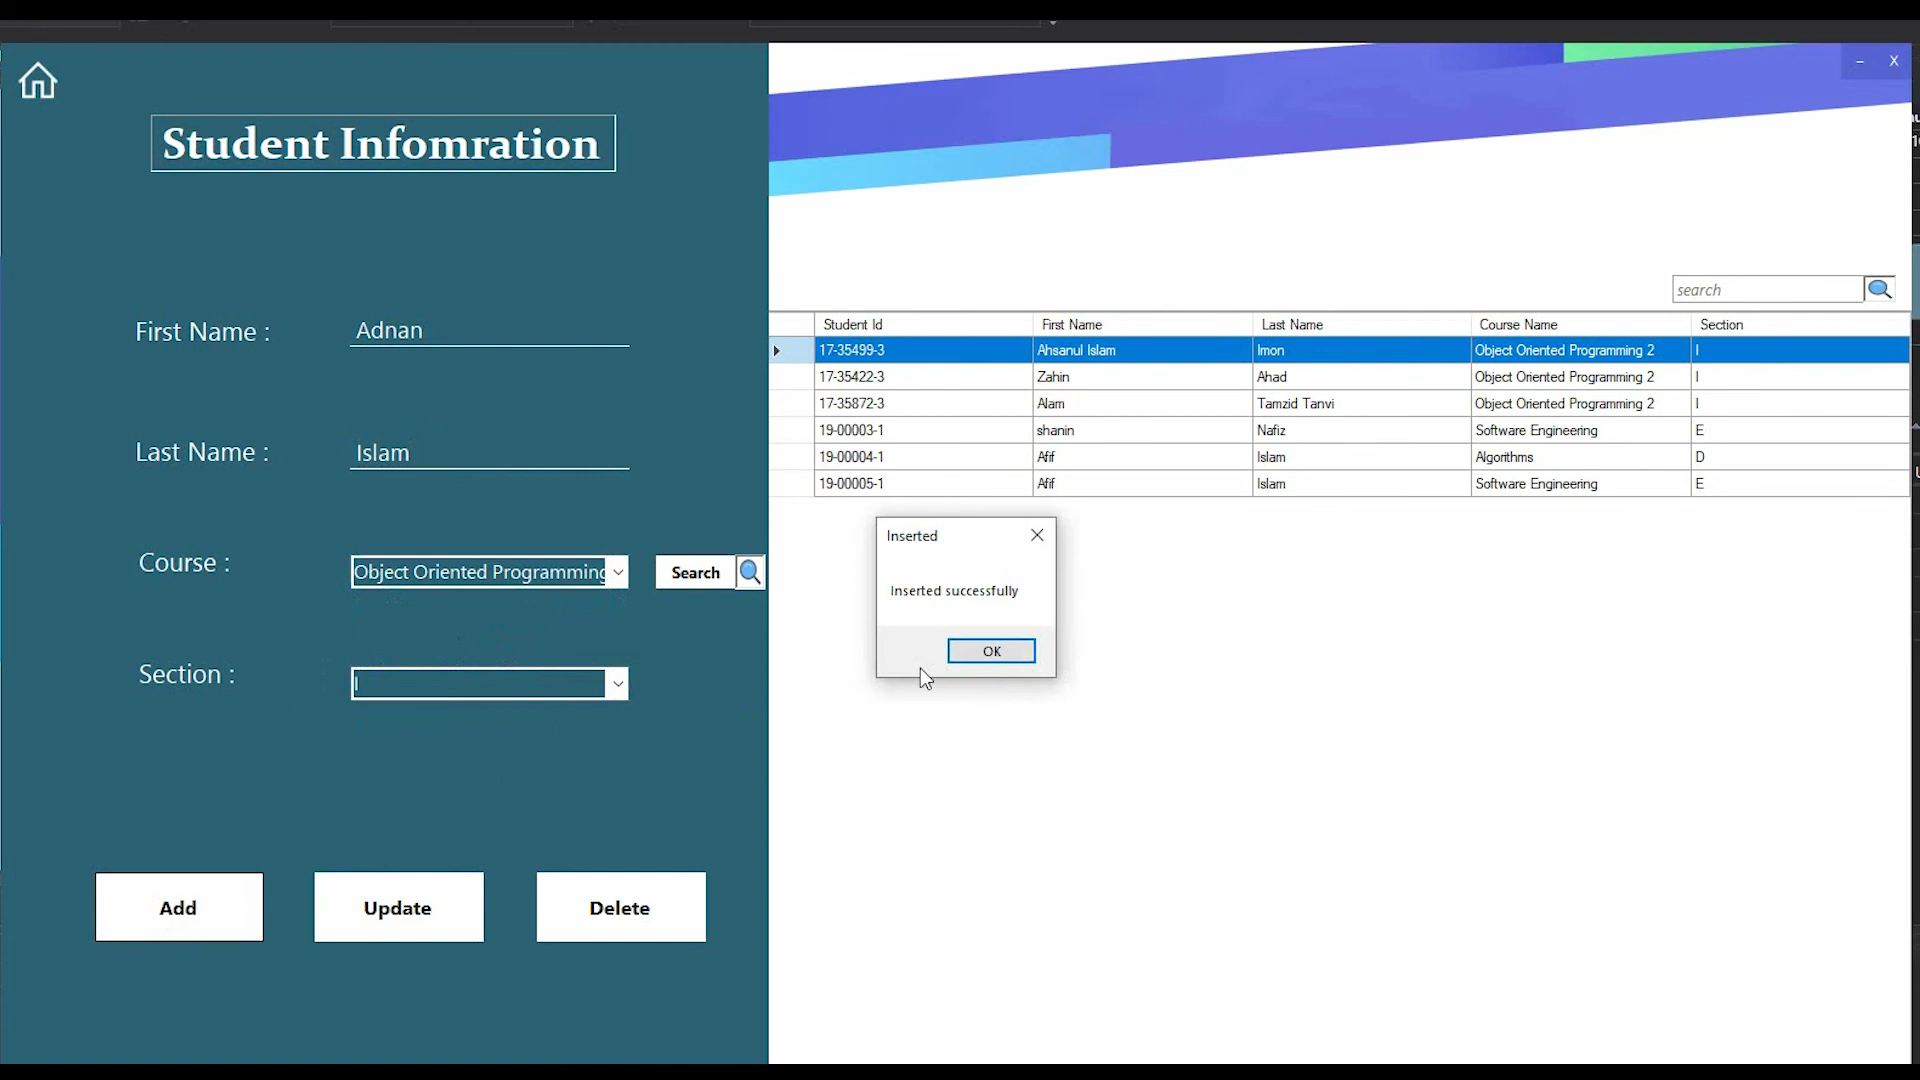 – X
Student Infomration
search
Student Id First Name Last Name Course Name Section
17-35499-3 Ahsanul Islam Imon Object Oriented Programming 2 I
17-35422-3 Zahin Ahad Object Oriented Programming 2 I
17-35872-3 Alam Tamzid Tanvi Object Oriented Programming 2 I
19-00003-1 shanin Nafiz Software Engineering E
19-00004-1 Afif Islam Algorithms D
19-00005-1 Afif Islam Software Engineering E
First Name : Adnan
Last Name : Islam
Course : Object Oriented Programming Search
Section : I
Inserted
Inserted successfully
OK
Add Update Delete